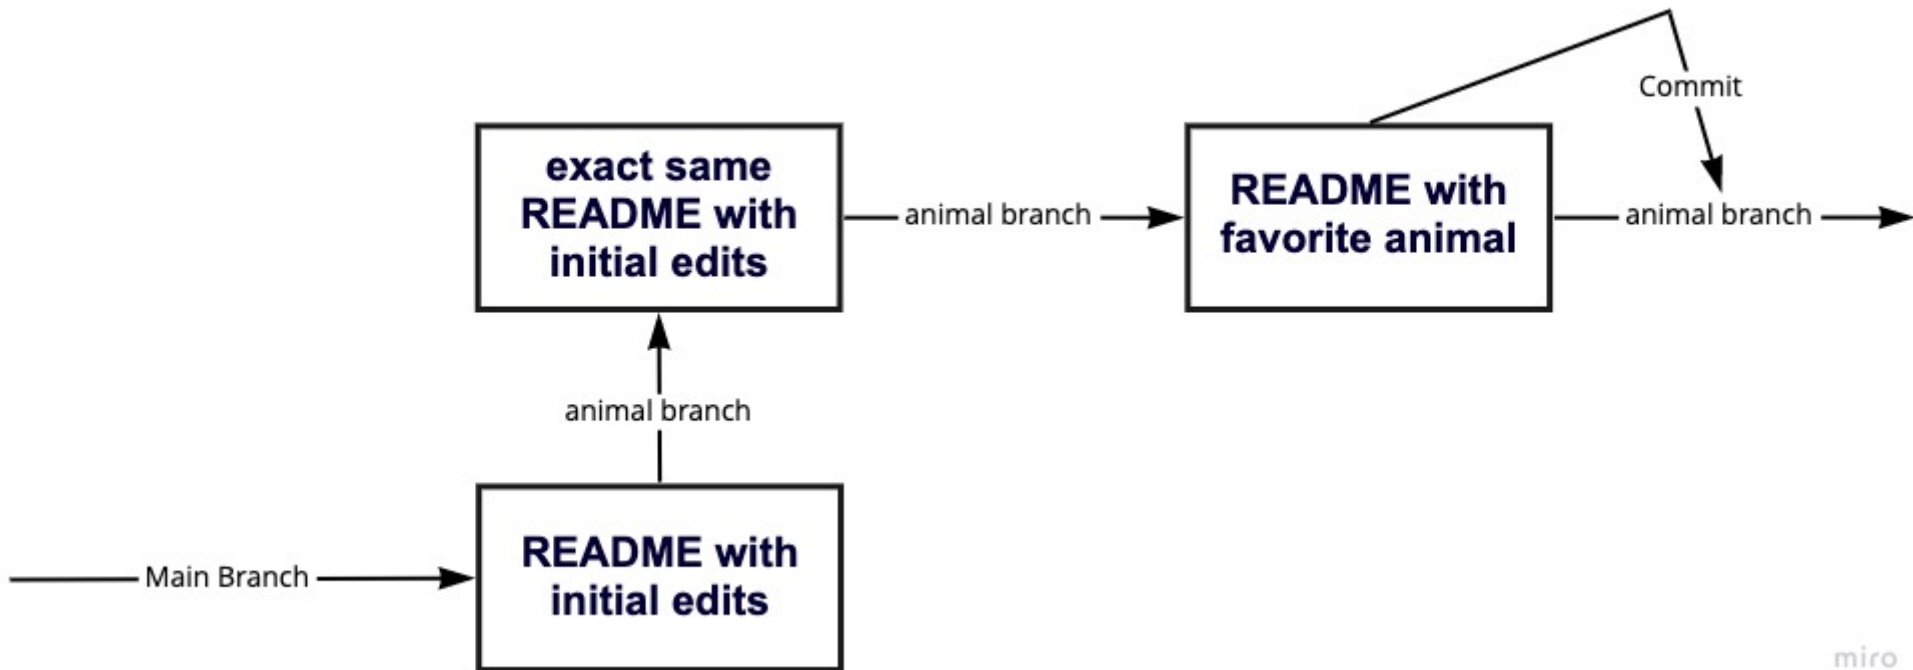 Commit
exact same
README with
initial edits
animal branch
README with
favorite animal
animal branch
animal branch
Main Branch
README with
initial edits
miro